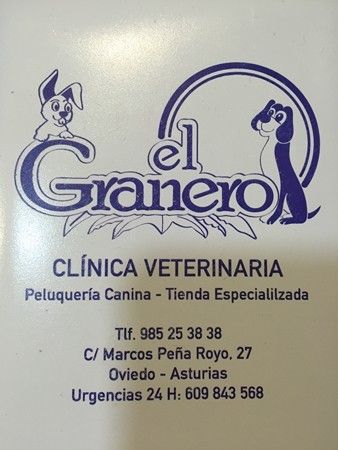 el
Granero
CLÍNICA VETERINARIA
Peluquería Canina - Tienda Especialilzada
Tlf. 985 25 38 38
C/ Marcos Peña Royo, 27
Oviedo - Asturias
Urgencias 24 H: 609 843 568